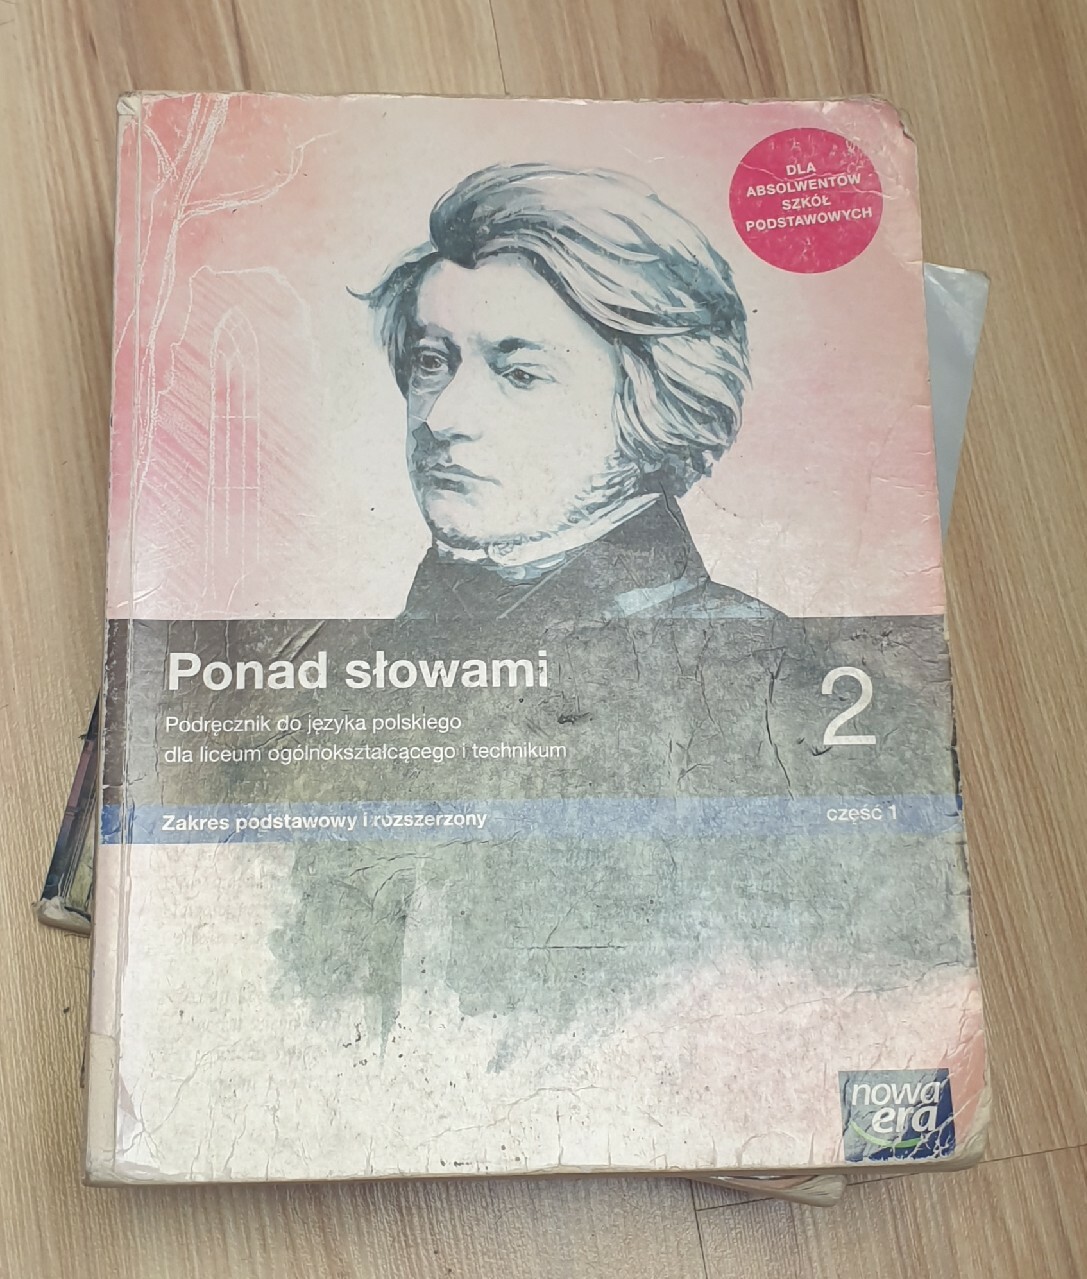 DLA
ABSOLWENTÓW
SZKÓŁ
PODSTAWOWYCH
Ponad słowami
2
Podręcznik do języka polskiego
dla liceum ogólnokształcącego i technikum
Zakres podstawowy i rozszerzony
część 1
nowa
era